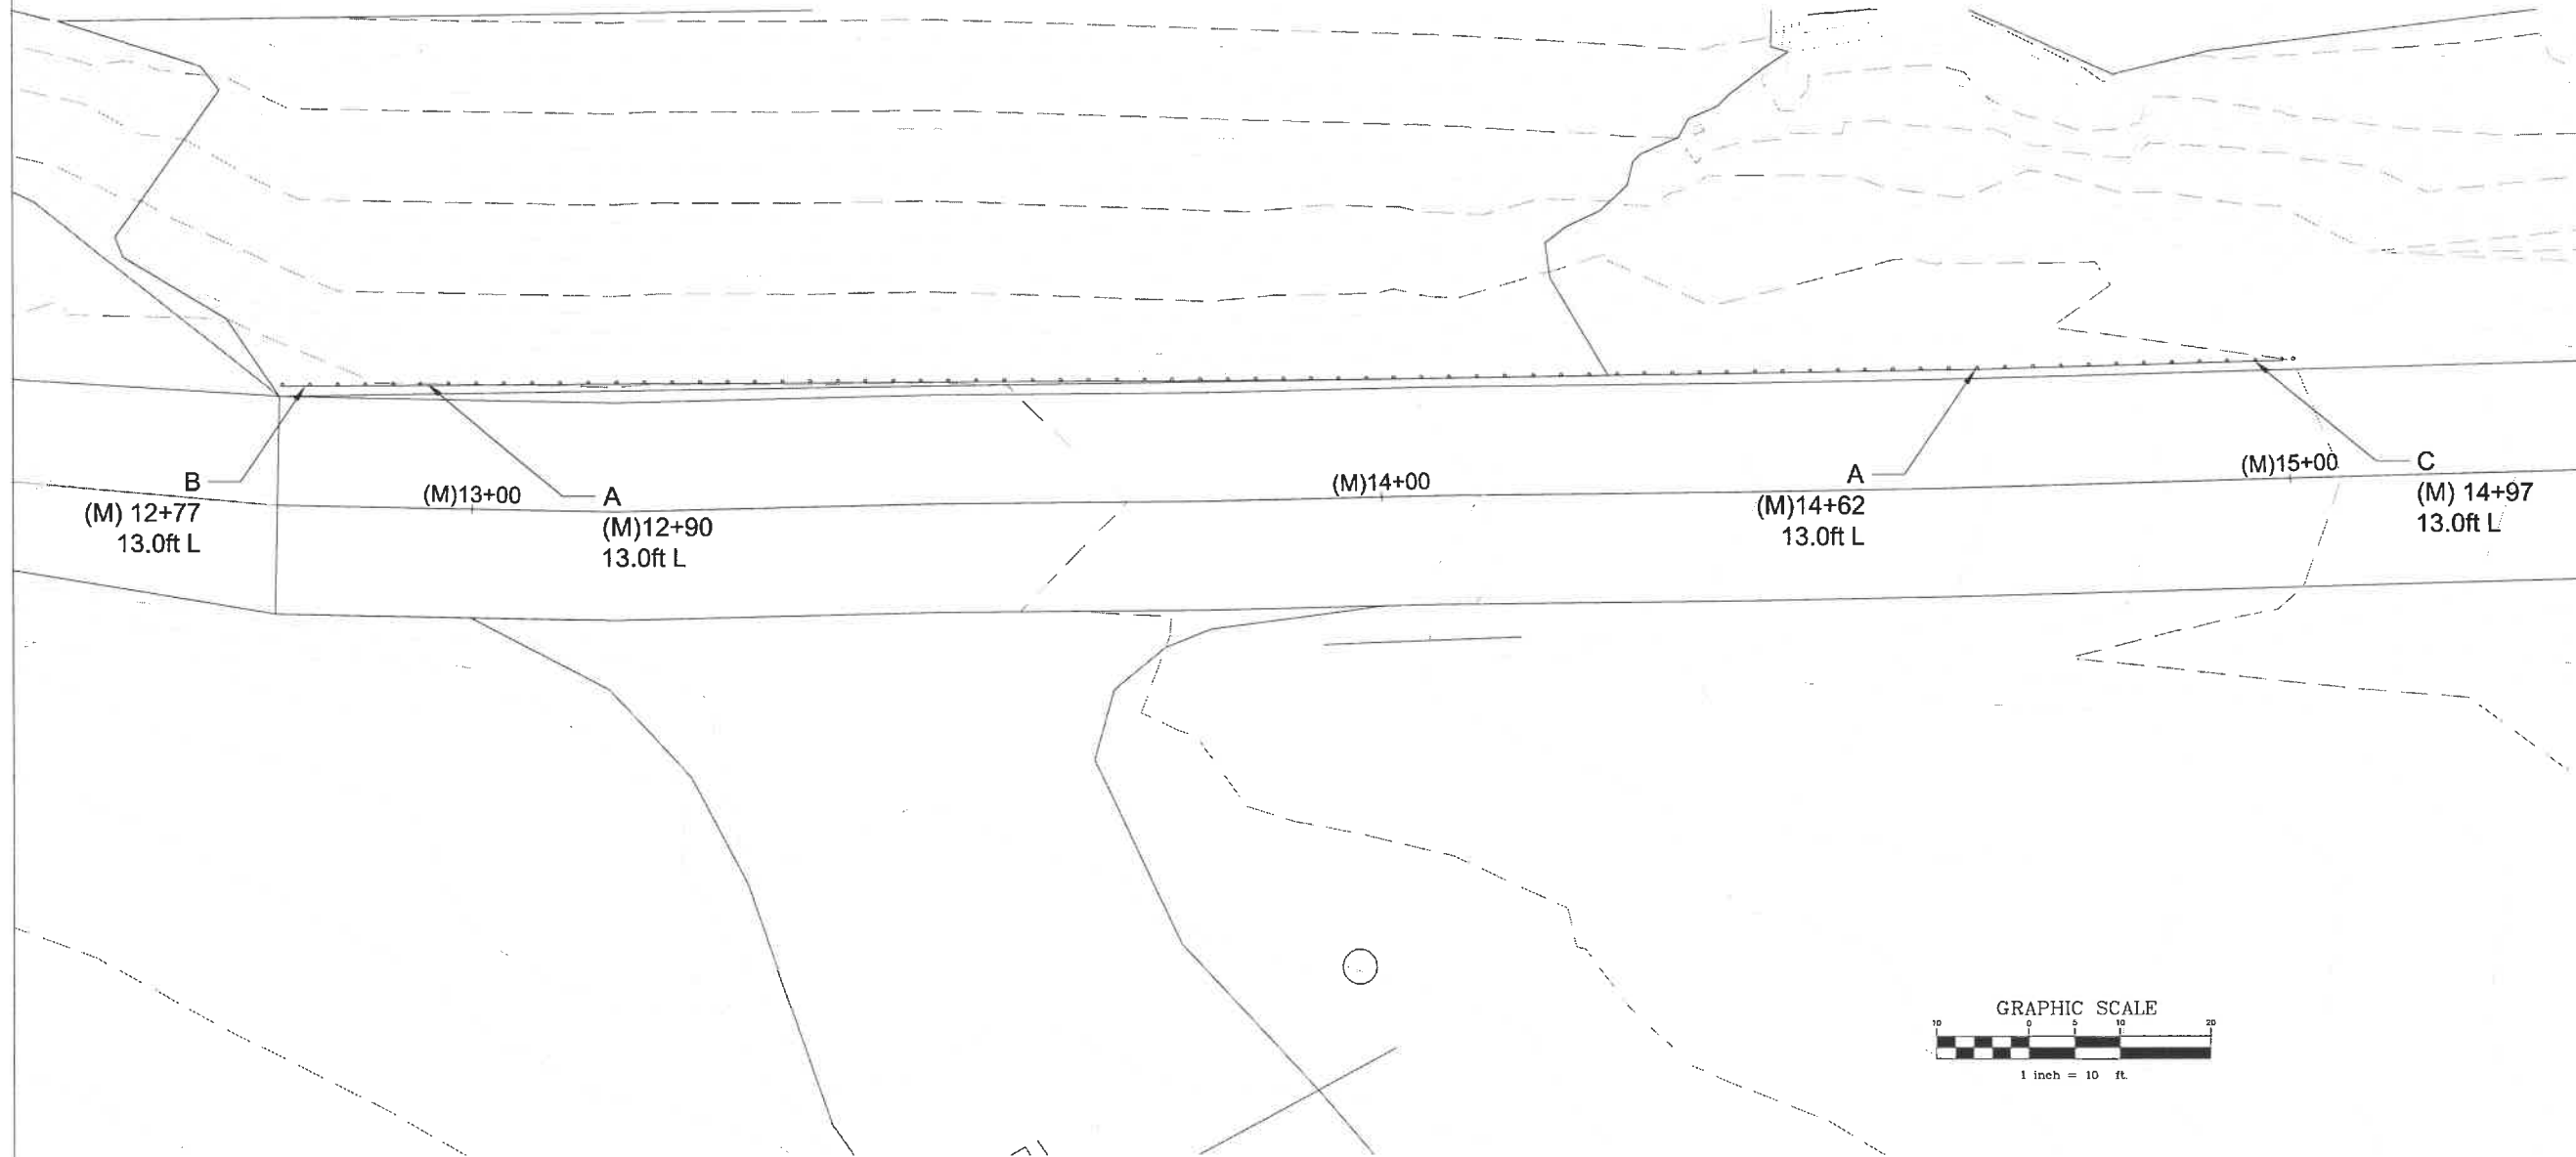 B
(M) 12+77
13.0ft L
(M)13+00
A
(M)12+90
13.0ft L
(M)14+00
A
(M)14+62
13.0ft L
(M)15+00
C
(M) 14+97
13.0ft L
GRAPHIC SCALE
10 0 5 10 20
1 inch = 10 ft.